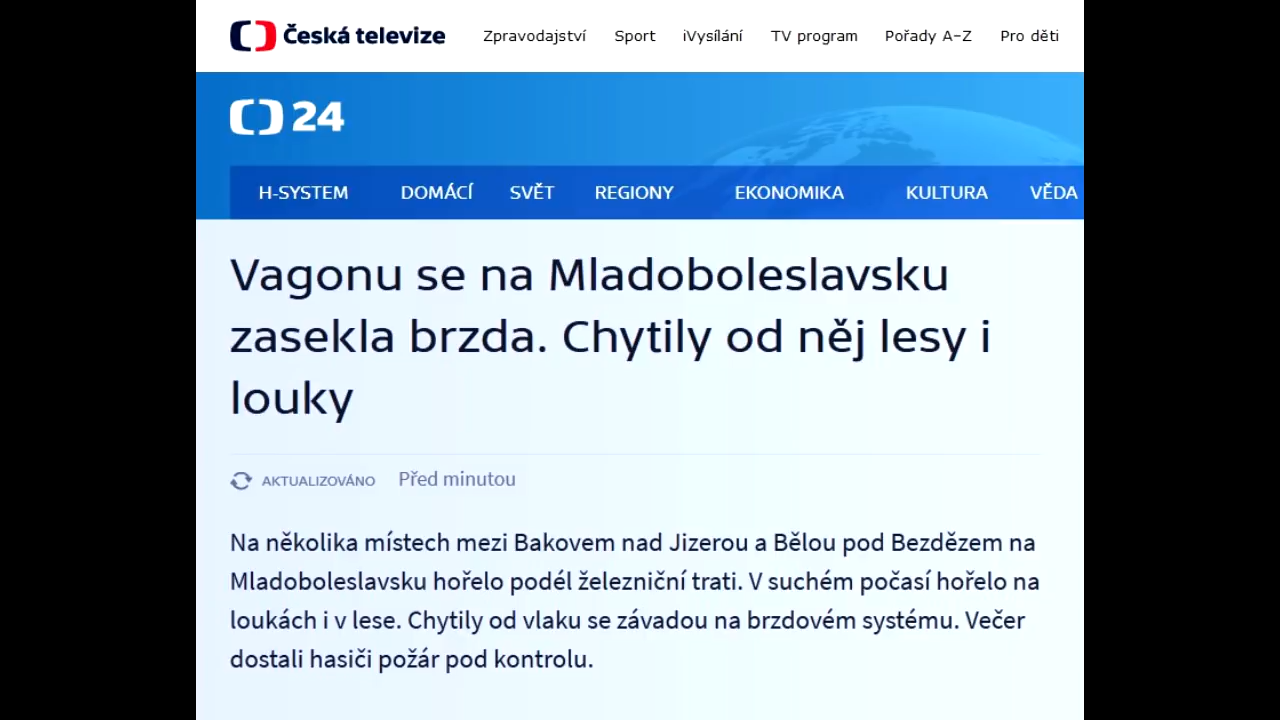 Česká televize Zpravodajství Sport iVysílání TV program Pořady A–Z Pro děti
24
H-SYSTEM DOMÁCÍ SVĚT REGIONY EKONOMIKA KULTURA VĚDA
Vagonu se na Mladoboleslavsku
zasekla brzda. Chytily od něj lesy i
louky
AKTUALIZOVÁNO Před minutou
Na několika místech mezi Bakovem nad Jizerou a Bělou pod Bezdězem na
Mladoboleslavsku hořelo podél železniční trati. V suchém počasí hořelo na
loukách i v lese. Chytily od vlaku se závadou na brzdovém systému. Večer
dostali hasiči požár pod kontrolu.